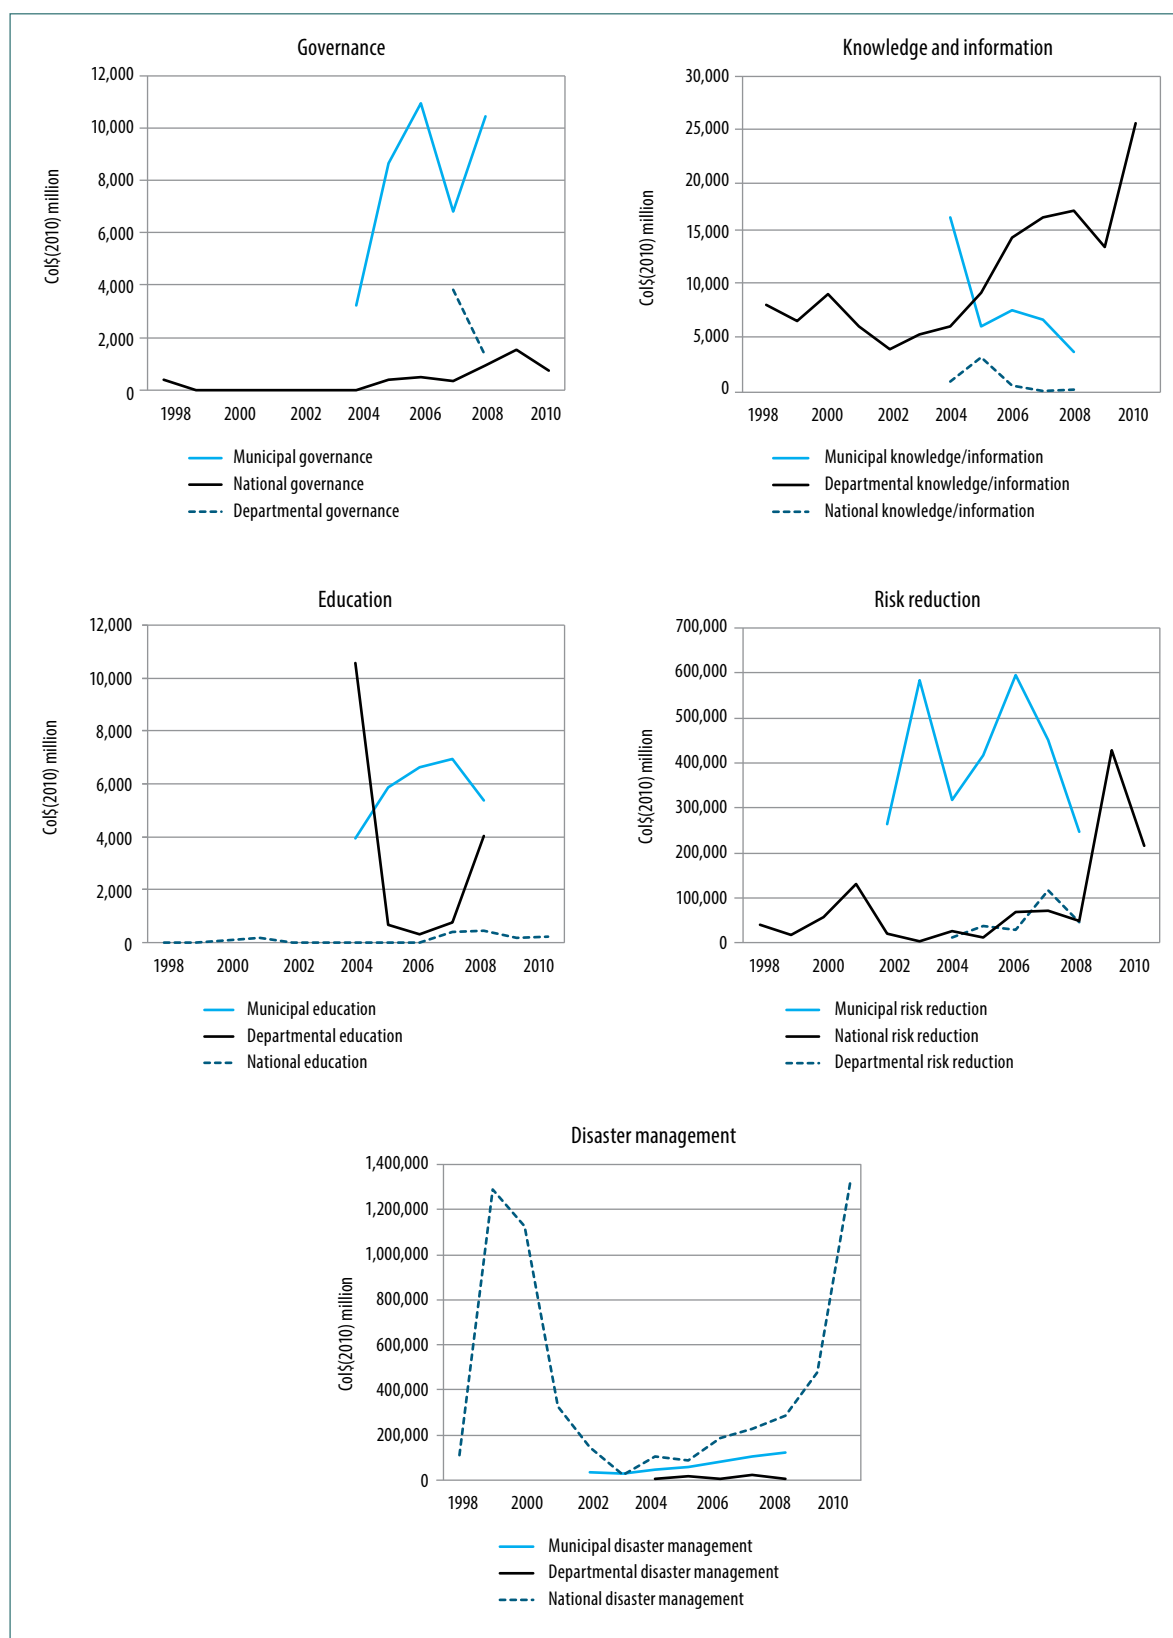 Governance
12,000
10,000
8,000
6,000
4,000
2,000
0
Col$(2010) million
1998 2000 2002 2004 2006 2008 2010
Municipal governance
National governance
Departmental governance
Knowledge and information
30,000
25,000
20,000
15,000
10,000
5,000
0
Col$(2010) million
1998 2000 2002 2004 2006 2008 2010
Municipal knowledge/information
Departmental knowledge/information
National knowledge/information
Education
12,000
10,000
8,000
6,000
4,000
2,000
0
Col$(2010) million
1998 2000 2002 2004 2006 2008 2010
Municipal education
Departmental education
National education
Risk reduction
700,000
600,000
500,000
400,000
300,000
200,000
100,000
0
Col$(2010) million
1998 2000 2002 2004 2006 2008 2010
Municipal risk reduction
National risk reduction
Departmental risk reduction
Disaster management
1,400,000
1,200,000
1,000,000
800,000
600,000
400,000
200,000
0
Col$(2010) million
1998 2000 2002 2004 2006 2008 2010
Municipal disaster management
Departmental disaster management
National disaster management